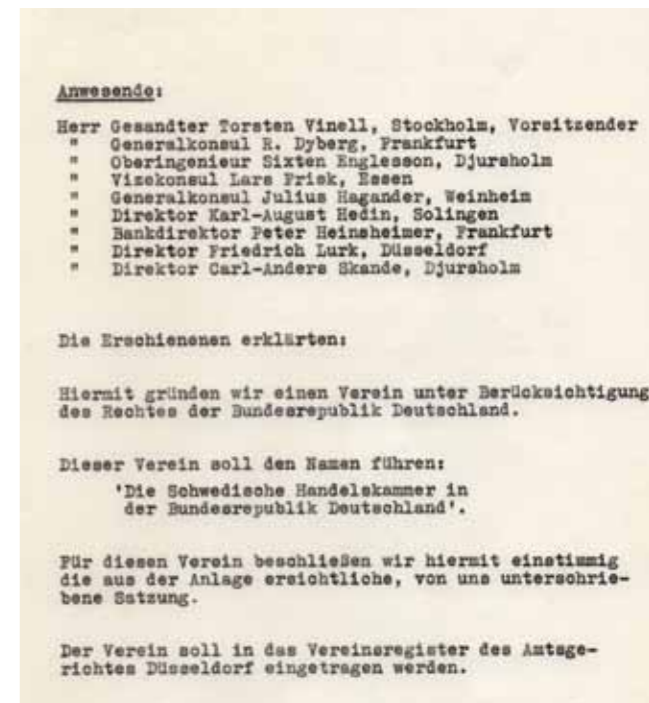 Anwesende:
Herr Gesandter Torsten Vinell, Stockholm, Vorsitzender
" Generalkonsul R. Dyberg, Frankfurt
" Oberingenieur Sixten Englesson, Djursholm
" Vizekonsul Lars Frisk, Essen
" Generalkonsul Julius Hagander, Weinheim
" Direktor Karl-August Hedin, Solingen
" Bankdirektor Peter Heinsheimer, Frankfurt
" Direktor Friedrich Lurk, Düsseldorf
" Direktor Carl-Anders Skande, Djursholm
Die Erschienenen erklärten:
Hiermit gründen wir einen Verein unter Berücksichtigung
des Rechtes der Bundesrepublik Deutschland.
Dieser Verein soll den Namen führen:
'Die Schwedische Handelskammer in
der Bundesrepublik Deutschland'.
Für diesen Verein beschließen wir hiermit einstimmig
die aus der Anlage ersichtliche, von uns unterschrie-
bene Satzung.
Der Verein soll in das Vereinsregister des Amtsge-
richtes Düsseldorf eingetragen werden.